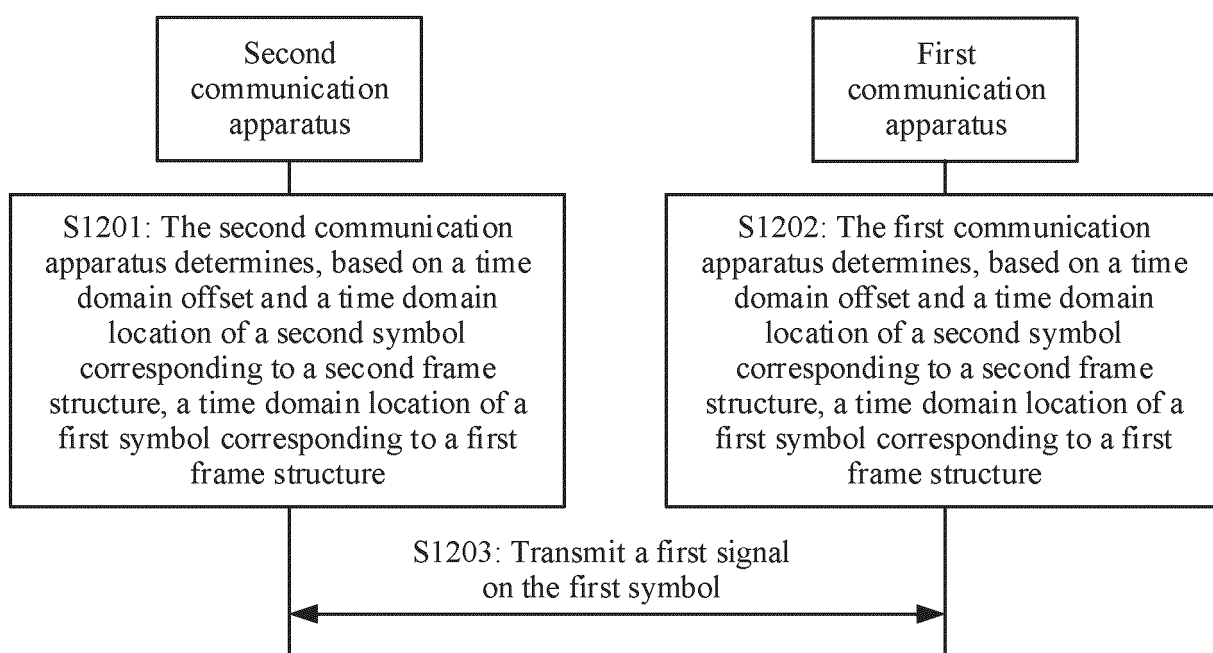 Second
communication
apparatus
First
communication
apparatus
S1201: The second communication
apparatus determines, based on a time
domain offset and a time domain
location of a second symbol
corresponding to a second frame
structure, a time domain location of a
first symbol corresponding to a first
frame structure
S1202: The first communication
apparatus determines, based on a time
domain offset and a time domain
location of a second symbol
corresponding to a second frame
structure, a time domain location of a
first symbol corresponding to a first
frame structure
S1203: Transmit a first signal
on the first symbol